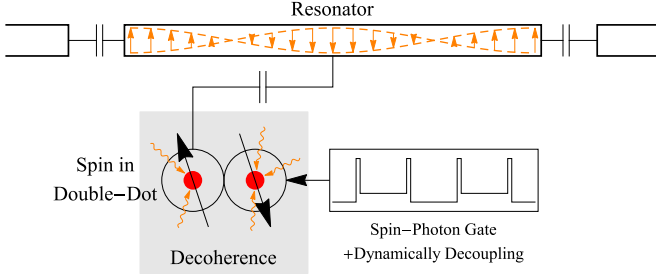 Resonator
Spin in
Double−Dot
Decoherence
Spin−Photon Gate
+Dynamically Decoupling